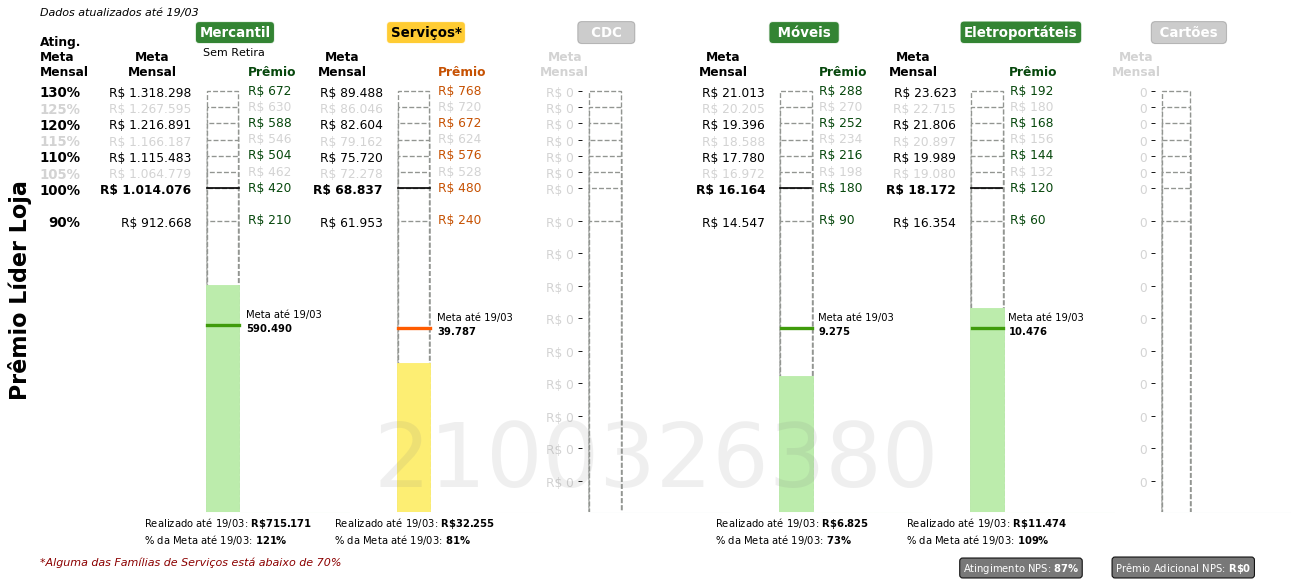 Dados atualizados até 19/03
Mercantil
Serviços*
CDC
Móveis
Eletroportáteis
Cartões
Sem Retira
Ating. Meta Mensal
Meta Mensal Prêmio Meta Mensal Prêmio Meta Mensal Meta Mensal Prêmio Meta Mensal Prêmio Meta Mensal
130% R$ 1.318.298 R$ 672 R$ 89.488 R$ 768 R$ 0 R$ 21.013 R$ 288 R$ 23.623 R$ 192 0
125% R$ 1.267.595 R$ 630 R$ 86.046 R$ 720 R$ 0 R$ 20.205 R$ 270 R$ 22.715 R$ 180 0
120% R$ 1.216.891 R$ 588 R$ 82.604 R$ 672 R$ 0 R$ 19.396 R$ 252 R$ 21.806 R$ 168 0
115% R$ 1.166.187 R$ 546 R$ 79.162 R$ 624 R$ 0 R$ 18.588 R$ 234 R$ 20.897 R$ 156 0
110% R$ 1.115.483 R$ 504 R$ 75.720 R$ 576 R$ 0 R$ 17.780 R$ 216 R$ 19.989 R$ 144 0
105% R$ 1.064.779 R$ 462 R$ 72.278 R$ 528 R$ 0 R$ 16.972 R$ 198 R$ 19.080 R$ 132 0
100% R$ 1.014.076 R$ 420 R$ 68.837 R$ 480 R$ 0 R$ 16.164 R$ 180 R$ 18.172 R$ 120 0
90% R$ 912.668 R$ 210 R$ 61.953 R$ 240 R$ 0 R$ 14.547 R$ 90 R$ 16.354 R$ 60 0
R$ 0 0
R$ 0 0
R$ 0 0
R$ 0 0
R$ 0 0
R$ 0 0
R$ 0 0
R$ 0 0
Prêmio Líder Loja
Meta até 19/03
590.490
Meta até 19/03
39.787
Meta até 19/03
9.275
Meta até 19/03
10.476
2100326380
Realizado até 19/03: R$715.171
% da Meta até 19/03: 121%
Realizado até 19/03: R$32.255
% da Meta até 19/03: 81%
Realizado até 19/03: R$6.825
% da Meta até 19/03: 73%
Realizado até 19/03: R$11.474
% da Meta até 19/03: 109%
*Alguma das Famílias de Serviços está abaixo de 70%
Atingimento NPS: 87%
Prêmio Adicional NPS: R$0